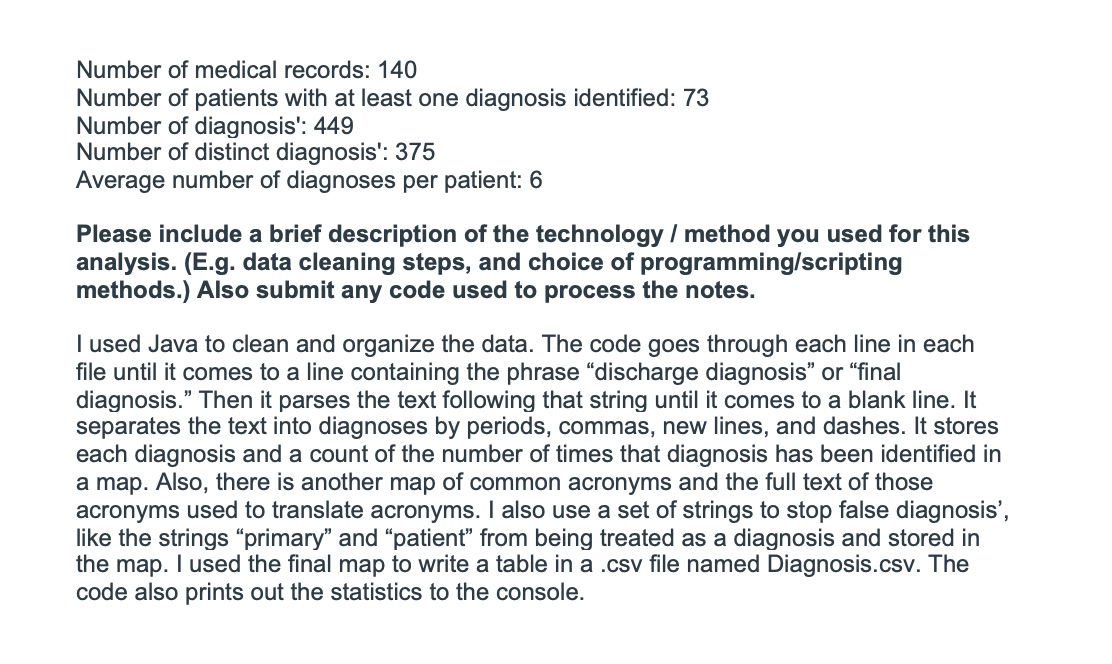 Number of medical records: 140
Number of patients with at least one diagnosis identified: 73
Number of diagnosis': 449
Number of distinct diagnosis': 375
Average number of diagnoses per patient: 6
Please include a brief description of the technology / method you used for this
analysis. (E.g. data cleaning steps, and choice of programming/scripting
methods.) Also submit any code used to process the notes.
I used Java to clean and organize the data. The code goes through each line in each
file until it comes to a line containing the phrase “discharge diagnosis” or “final
diagnosis.” Then it parses the text following that string until it comes to a blank line. It
separates the text into diagnoses by periods, commas, new lines, and dashes. It stores
each diagnosis and a count of the number of times that diagnosis has been identified in
a map. Also, there is another map of common acronyms and the full text of those
acronyms used to translate acronyms. I also use a set of strings to stop false diagnosis’,
like the strings “primary” and “patient” from being treated as a diagnosis and stored in
the map. I used the final map to write a table in a .csv file named Diagnosis.csv. The
code also prints out the statistics to the console.